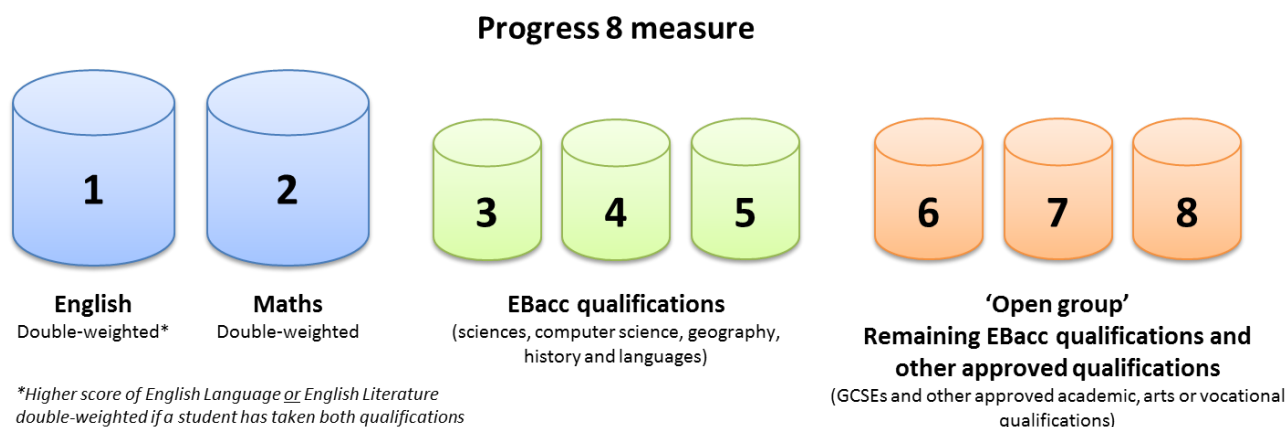 Progress 8 measure
1
2
3
4
5
6
7
8
English
Double-weighted*
Maths
Double-weighted
EBacc qualifications
(sciences, computer science, geography,
history and languages)
‘Open group’
Remaining EBacc qualifications and
other approved qualifications
(GCSEs and other approved academic, arts or vocational
qualifications)
*Higher score of English Language or English Literature
double-weighted if a student has taken both qualifications